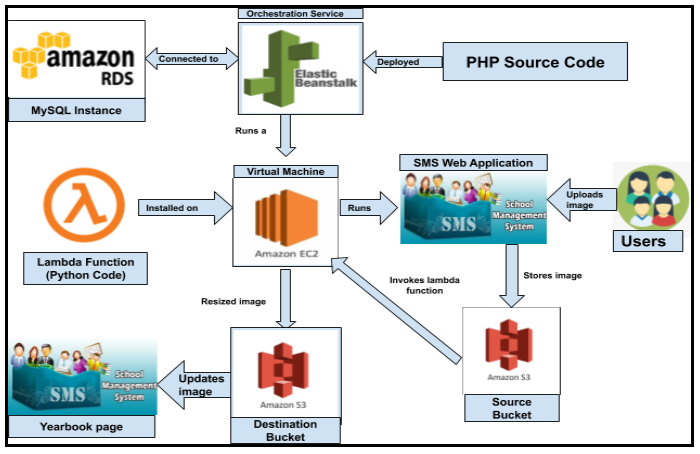 Orchestration Service
amazon
RDS
MySQL Instance
Connected to
Elastic
Beanstalk
Deployed
PHP Source Code
Runs a
Virtual Machine
SMS Web Application
Lambda Function
(Python Code)
Installed on
Amazon EC2
Runs
SMS
School
Management
System
Uploads
image
Users
Resized image
Invokes lambda
function
Stores image
SMS
School
Management
System
Yearbook page
Updates
image
Amazon S3
Destination
Bucket
Amazon S3
Source
Bucket